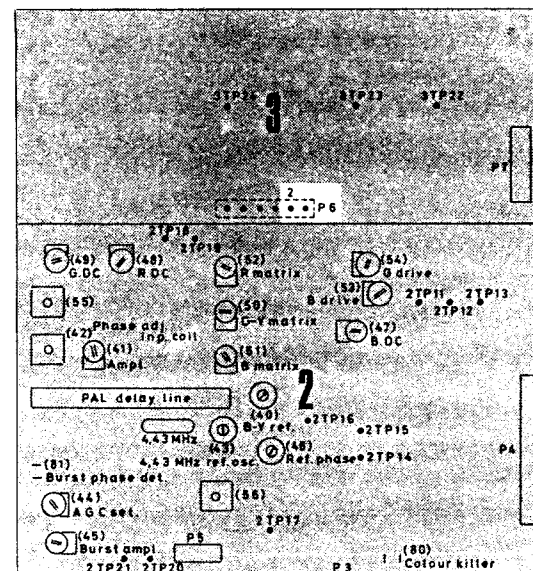 3TP24 3TP23 3TP22
3
P7
2
P6
2TP18
2TP19
(49)
G.DC
(48)
R.DC
(52)
R matrix
(54)
G drive
(53)
B drive
2TP11 2TP13
2TP12
(55)
(50)
G-Y matrix
(47)
B.DC
(42) Phase adj
inp. coil
(41)
Ampl.
(51)
B matrix
PAL delay line
2
(40)
B-Y ref.
2TP16
4,43 MHz
(43)
4,43 MHz ref.osc.
2TP15
(46)
Ref.phase
2TP14
P4
(81)
Burst phase det.
(44)
AGC set.
(56)
2TP17
(45)
Burst ampl.
P5
2TP21 2TP20
P3
(80)
Colour killer